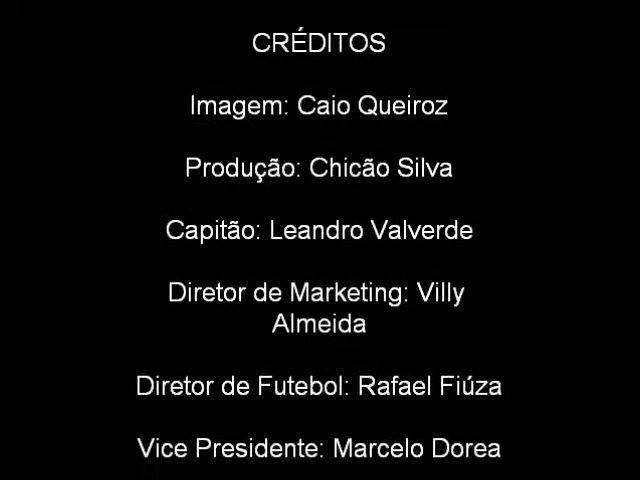 CRÉDITOS
Imagem: Caio Queiroz
Produção: Chicão Silva
Capitão: Leandro Valverde
Diretor de Marketing: Villy
Almeida
Diretor de Futebol: Rafael Fiúza
Vice Presidente: Marcelo Dorea